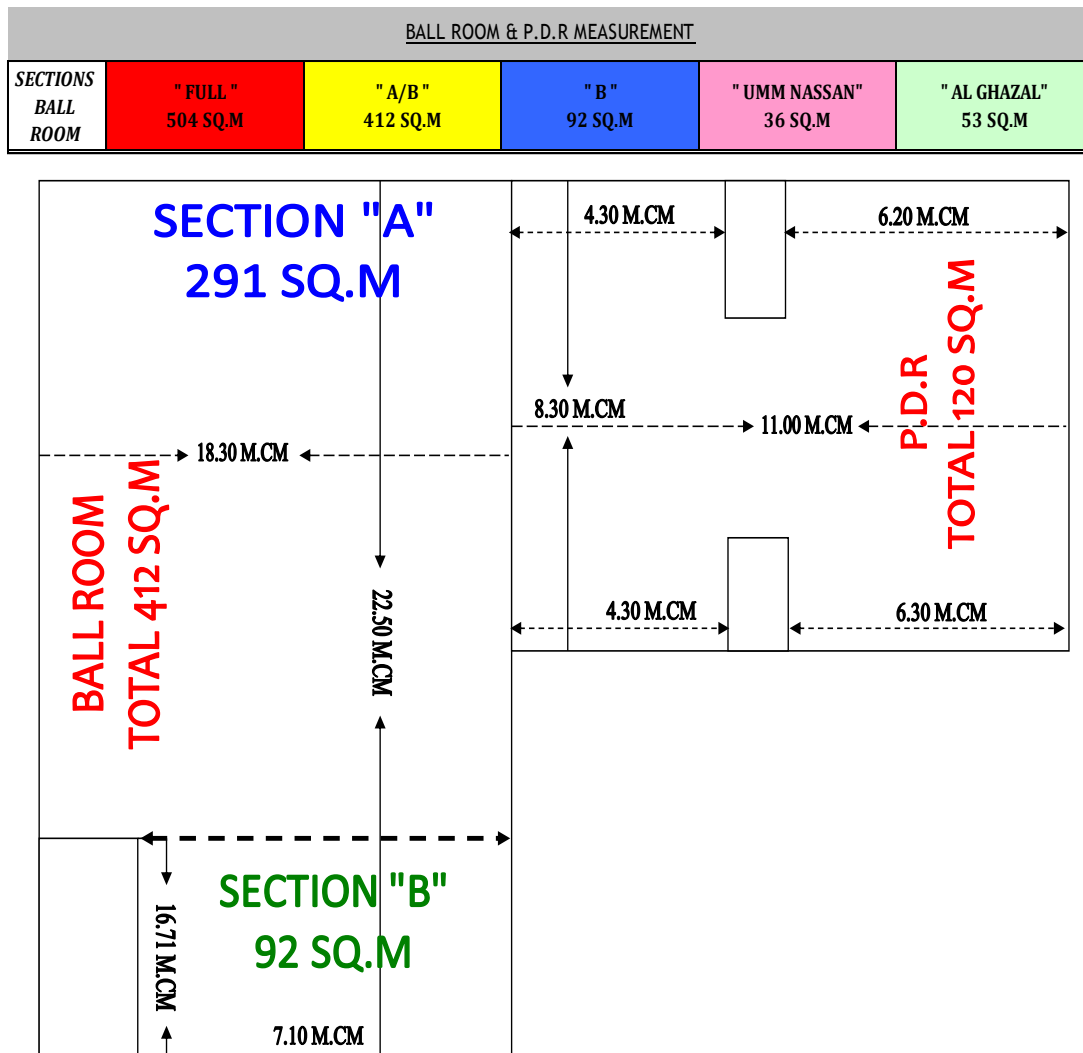 BALL ROOM & P.D.R MEASUREMENT
SECTIONS
BALL
ROOM
" FULL "
504 SQ.M
" A/B "
412 SQ.M
" B "
92 SQ.M
" UMM NASSAN"
36 SQ.M
" AL GHAZAL"
53 SQ.M
SECTION "A"
291 SQ.M
4.30 M.CM
6.20 M.CM
8.30 M.CM
11.00 M.CM
P.D.R
TOTAL 120 SQ.M
18.30 M.CM
BALL ROOM
TOTAL 412 SQ.M
22.50 M.CM
4.30 M.CM
6.30 M.CM
SECTION "B"
92 SQ.M
16.71 M.CM
7.10 M.CM